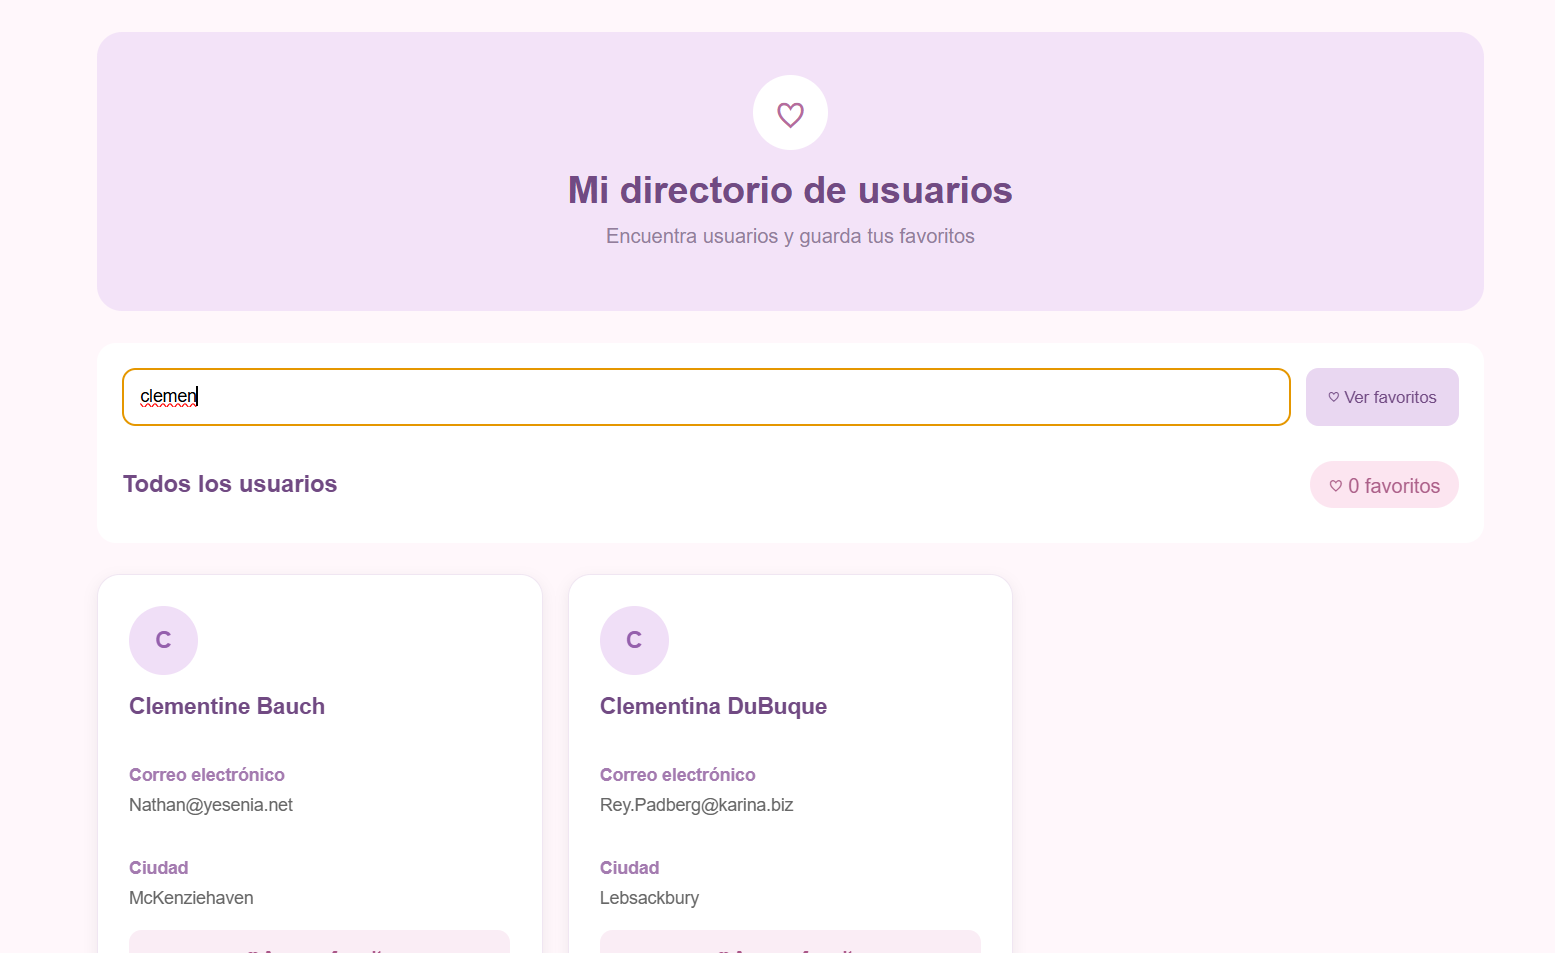 Mi directorio de usuarios
Encuentra usuarios y guarda tus favoritos
clemen
♡ Ver favoritos
Todos los usuarios
♡ 0 favoritos
C
Clementine Bauch
Correo electrónico
Nathan@yesenia.net
Ciudad
McKenziehaven
C
Clementina DuBuque
Correo electrónico
Rey.Padberg@karina.biz
Ciudad
Lebsackbury